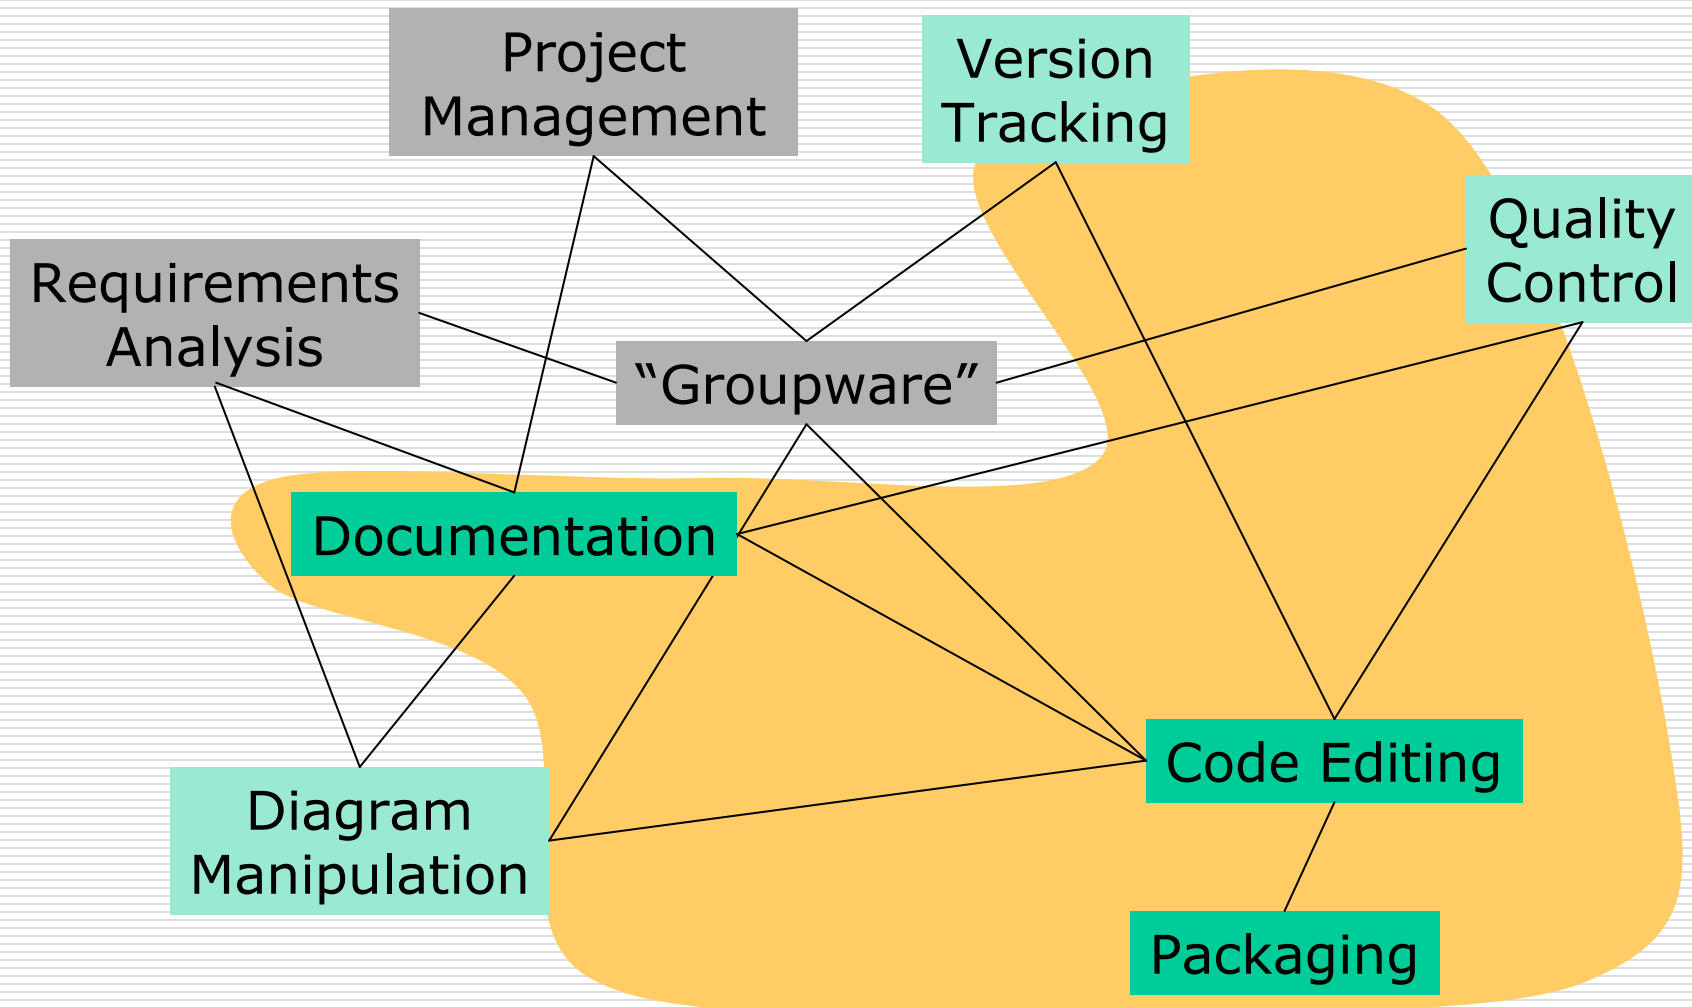 Project
Management
Version
Tracking
Quality
Control
Requirements
Analysis
“Groupware”
Documentation
Code Editing
Diagram
Manipulation
Packaging